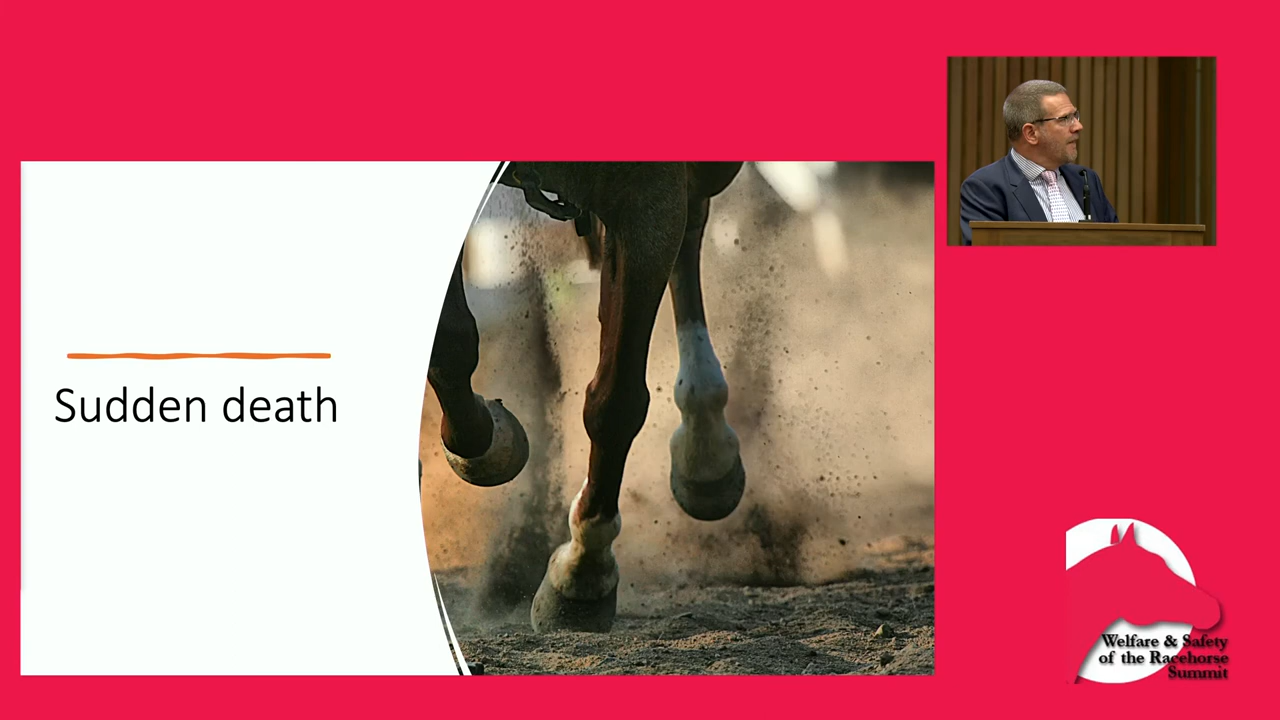 Sudden death
Welfare & Safety
of the Racehorse
Summit